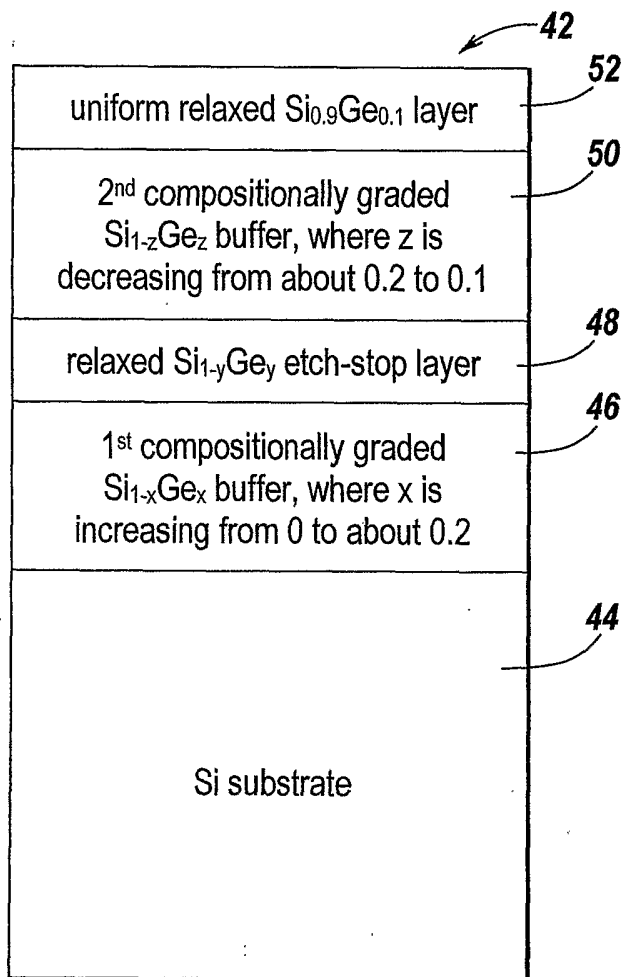 42
52
uniform relaxed Si0.9Ge0.1 layer
50
2nd compositionally graded
Si1-zGez buffer, where z is
decreasing from about 0.2 to 0.1
48
relaxed Si1-yGey etch-stop layer
46
1st compositionally graded
Si1-xGex buffer, where x is
increasing from 0 to about 0.2
44
Si substrate